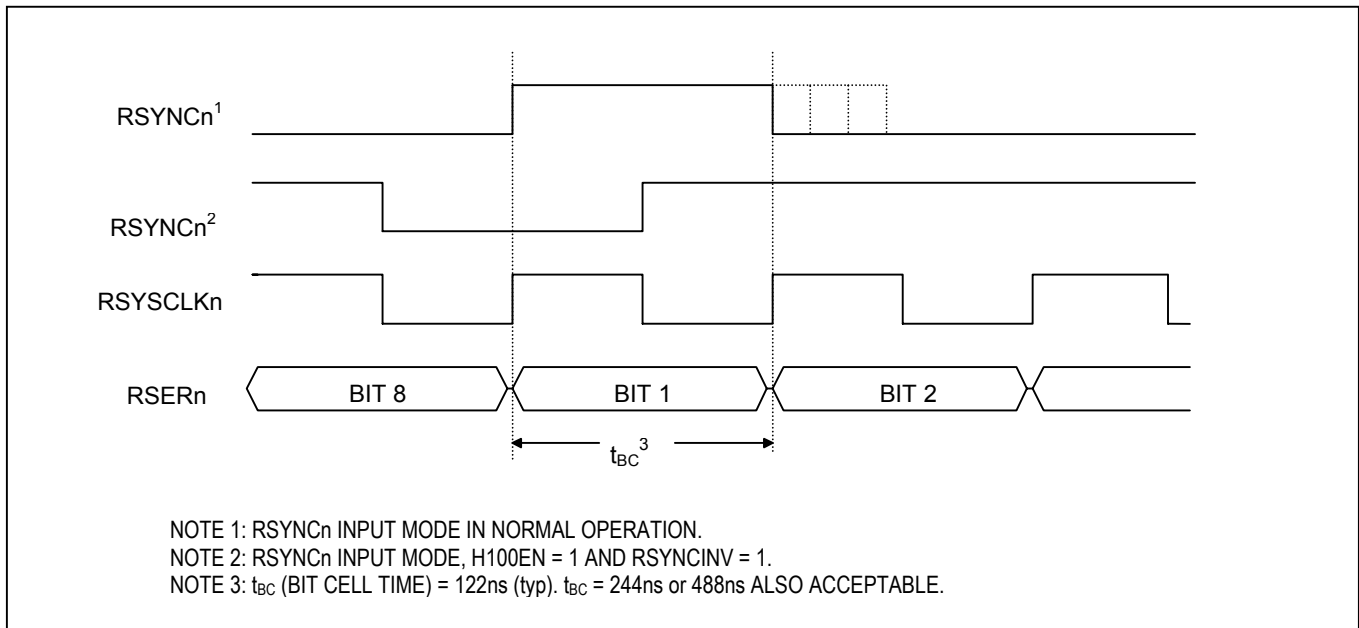 RSYNCn¹
RSYNCn²
RSYSCLKn
RSERn
BIT 8
BIT 1
BIT 2
tBC³
NOTE 1: RSYNCn INPUT MODE IN NORMAL OPERATION.
NOTE 2: RSYNCn INPUT MODE, H100EN = 1 AND RSYNCINV = 1.
NOTE 3: tBC (BIT CELL TIME) = 122ns (typ). tBC = 244ns or 488ns ALSO ACCEPTABLE.